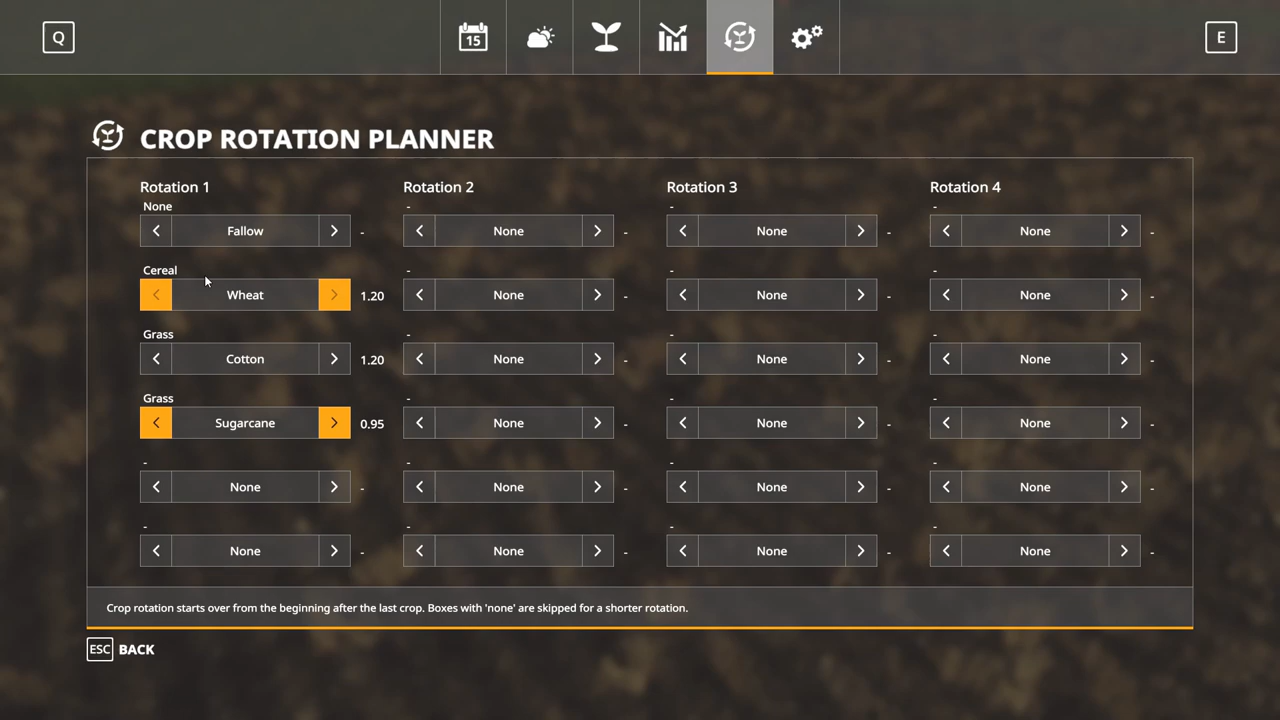 Q
15
E
CROP ROTATION PLANNER
Rotation 1
None
Fallow
-
Cereal
Wheat
1.20
Grass
Cotton
1.20
Grass
Sugarcane
0.95
-
None
-
-
None
-
Rotation 2
-
None
-
-
None
-
-
None
-
-
None
-
-
None
-
-
None
-
Rotation 3
-
None
-
-
None
-
-
None
-
-
None
-
-
None
-
-
None
-
Rotation 4
-
None
-
-
None
-
-
None
-
-
None
-
-
None
-
-
None
-
Crop rotation starts over from the beginning after the last crop. Boxes with 'none' are skipped for a shorter rotation.
ESC BACK